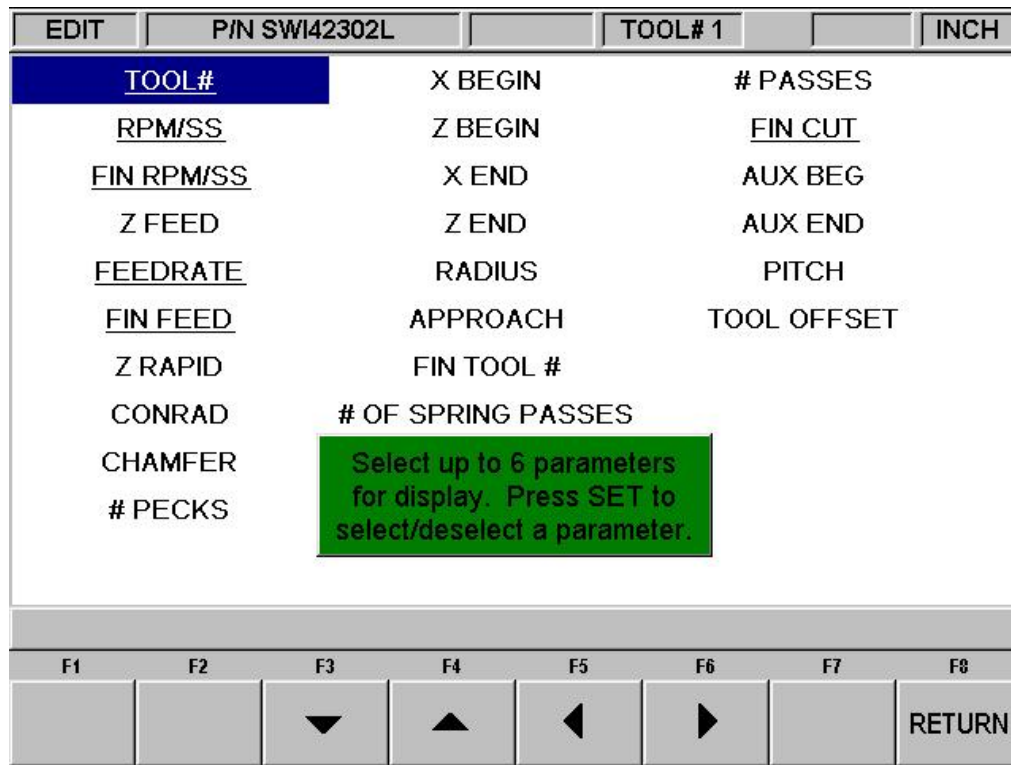 EDIT P/N SWI42302L TOOL# 1 INCH
TOOL# X BEGIN # PASSES
RPM/SS Z BEGIN FIN CUT
FIN RPM/SS X END AUX BEG
Z FEED Z END AUX END
FEEDRATE RADIUS PITCH
FIN FEED APPROACH TOOL OFFSET
Z RAPID FIN TOOL #
CONRAD # OF SPRING PASSES
CHAMFER
# PECKS
Select up to 6 parameters
for display. Press SET to
select/deselect a parameter.
F1 F2 F3 F4 F5 F6 F7 F8
RETURN